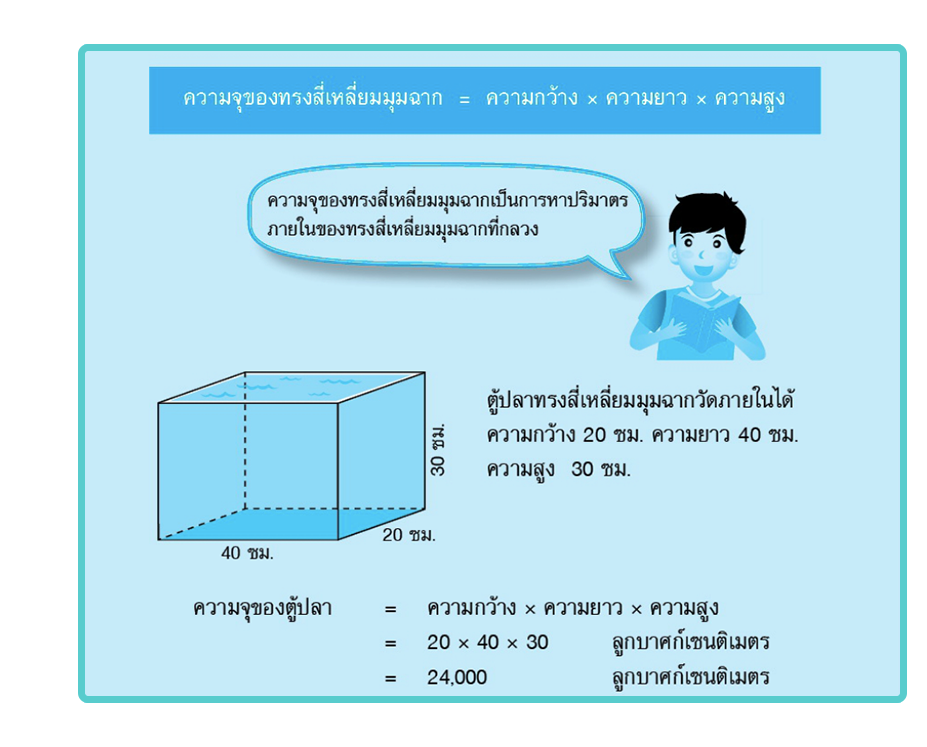 ความจุของทรงสี่เหลี่ยมมุมฉาก = ความกว้าง × ความยาว × ความสูง
ความจุของทรงสี่เหลี่ยมมุมฉากเป็นการหาปริมาตร
ภายในของทรงสี่เหลี่ยมมุมฉากที่กลวง
ตู้ปลาทรงสี่เหลี่ยมมุมฉากวัดภายในได้
ความกว้าง 20 ซม. ความยาว 40 ซม.
ความสูง 30 ซม.
30 ซม.
20 ซม.
40 ซม.
ความจุของตู้ปลา = ความกว้าง × ความยาว × ความสูง
= 20 × 40 × 30 ลูกบาศก์เซนติเมตร
= 24,000 ลูกบาศก์เซนติเมตร